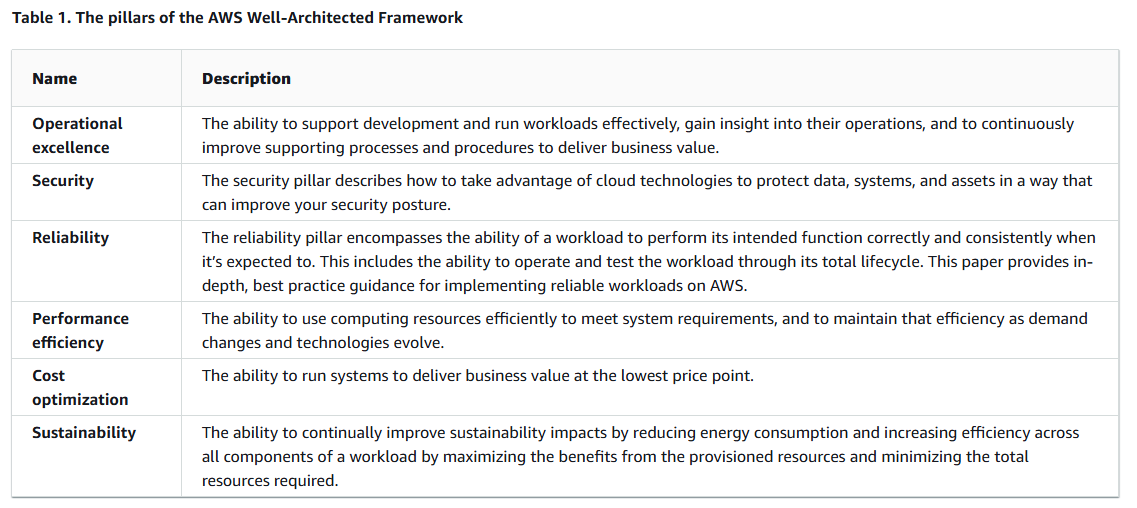 Table 1. The pillars of the AWS Well-Architected Framework
Name
Description
Operational
excellence
The ability to support development and run workloads effectively, gain insight into their operations, and to continuously
improve supporting processes and procedures to deliver business value.
Security
The security pillar describes how to take advantage of cloud technologies to protect data, systems, and assets in a way that
can improve your security posture.
Reliability
The reliability pillar encompasses the ability of a workload to perform its intended function correctly and consistently when
it’s expected to. This includes the ability to operate and test the workload through its total lifecycle. This paper provides in-
depth, best practice guidance for implementing reliable workloads on AWS.
Performance
efficiency
The ability to use computing resources efficiently to meet system requirements, and to maintain that efficiency as demand
changes and technologies evolve.
Cost
optimization
The ability to run systems to deliver business value at the lowest price point.
Sustainability
The ability to continually improve sustainability impacts by reducing energy consumption and increasing efficiency across
all components of a workload by maximizing the benefits from the provisioned resources and minimizing the total
resources required.